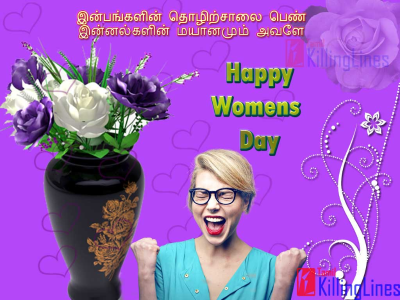 இன்பங்களின் தொழிற்சாலை பெண்
இன்னல்களின் மயானமும் அவளே
KillingLines
Happy
Womens
Day
KillingLines